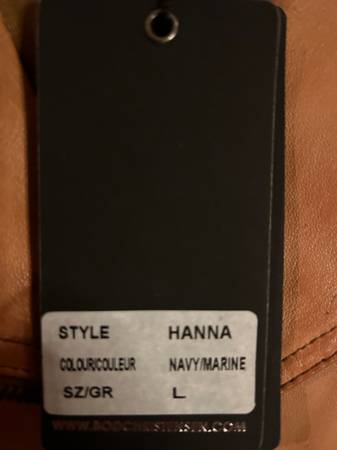 STYLE HANNA
COLOUR/COULEUR NAVY/MARINE
SZ/GR L
WWW.BODCHRISTENSEN.COM